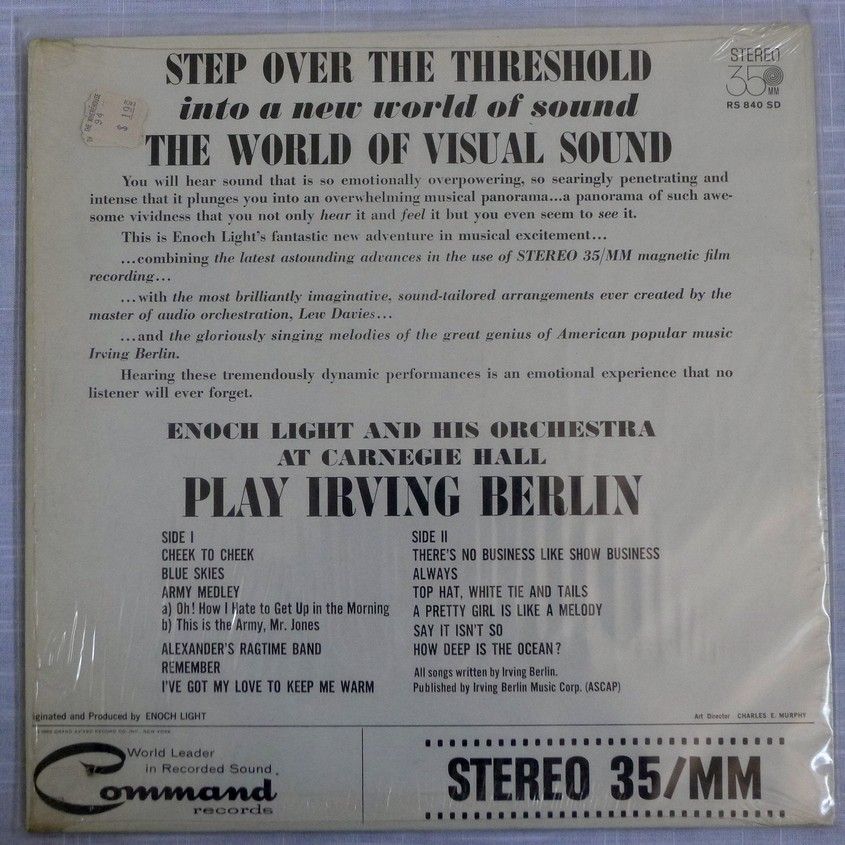 STEP OVER THE THRESHOLD
into a new world of sound
THE WORLD OF VISUAL SOUND
STEREO
35
MM
RS 840 SD
THE WHEREHOUSE
94
$ 1.99
You will hear sound that is so emotionally overpowering, so searingly penetrating and
intense that it plunges you into an overwhelming musical panorama...a panorama of such awe-
some vividness that you not only hear it and feel it but you even seem to see it.
This is Enoch Light's fantastic new adventure in musical excitement...
...combining the latest astounding advances in the use of STEREO 35/MM magnetic film
recording...
...with the most brilliantly imaginative, sound-tailored arrangements ever created by the
master of audio orchestration, Lew Davies...
...and the gloriously singing melodies of the great genius of American popular music
Irving Berlin.
Hearing these tremendously dynamic performances is an emotional experience that no
listener will ever forget.
ENOCH LIGHT AND HIS ORCHESTRA
AT CARNEGIE HALL
PLAY IRVING BERLIN
SIDE I
CHEEK TO CHEEK
BLUE SKIES
ARMY MEDLEY
a) Oh! How I Hate to Get Up in the Morning
b) This is the Army, Mr. Jones
ALEXANDER'S RAGTIME BAND
REMEMBER
I'VE GOT MY LOVE TO KEEP ME WARM
SIDE II
THERE'S NO BUSINESS LIKE SHOW BUSINESS
ALWAYS
TOP HAT, WHITE TIE AND TAILS
A PRETTY GIRL IS LIKE A MELODY
SAY IT ISN'T SO
HOW DEEP IS THE OCEAN?
All songs written by Irving Berlin.
Published by Irving Berlin Music Corp. (ASCAP)
iginated and Produced by ENOCH LIGHT
Art Director CHARLES E. MURPHY
GRAND AWARD RECORD CO., INC., NEW YORK
World Leader
in Recorded Sound
Command
records
STEREO 35/MM